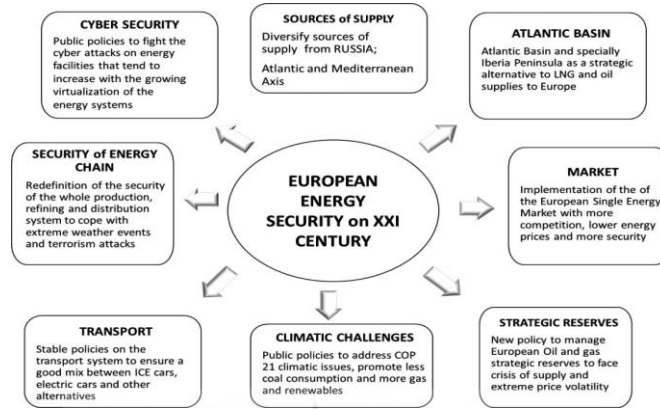 CYBER SECURITY
Public policies to fight the
cyber attacks on energy
facilities that tend to
increase with the growing
virtualization of the
energy systems
SOURCES of SUPPLY
Diversify sources of
supply from RUSSIA;
Atlantic and Mediterranean
Axis
ATLANTIC BASIN
Atlantic Basin and specially
Iberia Peninsula as a strategic
alternative to LNG and oil
supplies to Europe
SECURITY of ENERGY
CHAIN
Redefinition of the security
of the whole production,
refining and distribution
system to cope with
extreme weather events
and terrorism attacks
EUROPEAN
ENERGY
SECURITY on XXI
CENTURY
MARKET
Implementation of the of
the European Single Energy
Market with more
competition, lower energy
prices and more security
TRANSPORT
Stable policies on the
transport system to ensure a
good mix between ICE cars,
electric cars and other
alternatives
CLIMATIC CHALLENGES
Public policies to address COP
21 climatic issues, promote less
coal consumption and more gas
and renewables
STRATEGIC RESERVES
New policy to manage
European Oil and gas
strategic reserves to face
crisis of supply and
extreme price volatility